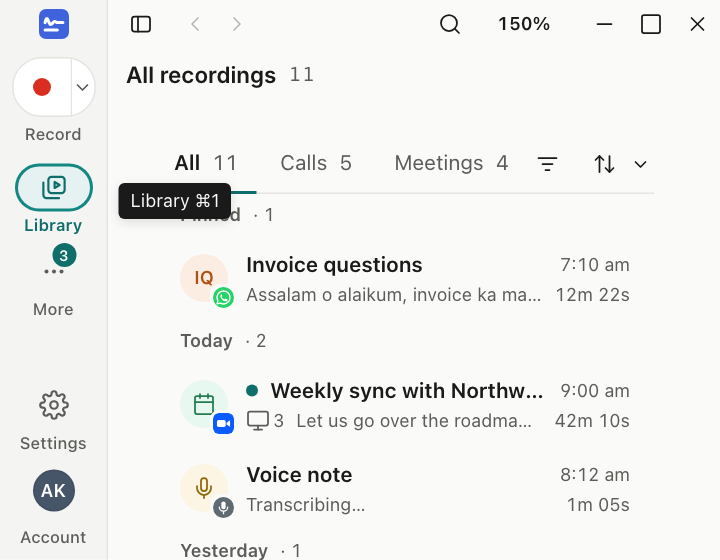 150%
All recordings 11
Record
All 11 Calls 5 Meetings 4
Library ⌘1
Library
· 1
3
More
IQ Invoice questions 7:10 am
Assalam o alaikum, invoice ka ma... 12m 22s
Today · 2
Weekly sync with Northw... 9:00 am
3 Let us go over the roadma... 42m 10s
Settings
AK
Account
Voice note 8:12 am
Transcribing... 1m 05s
Yesterday · 1